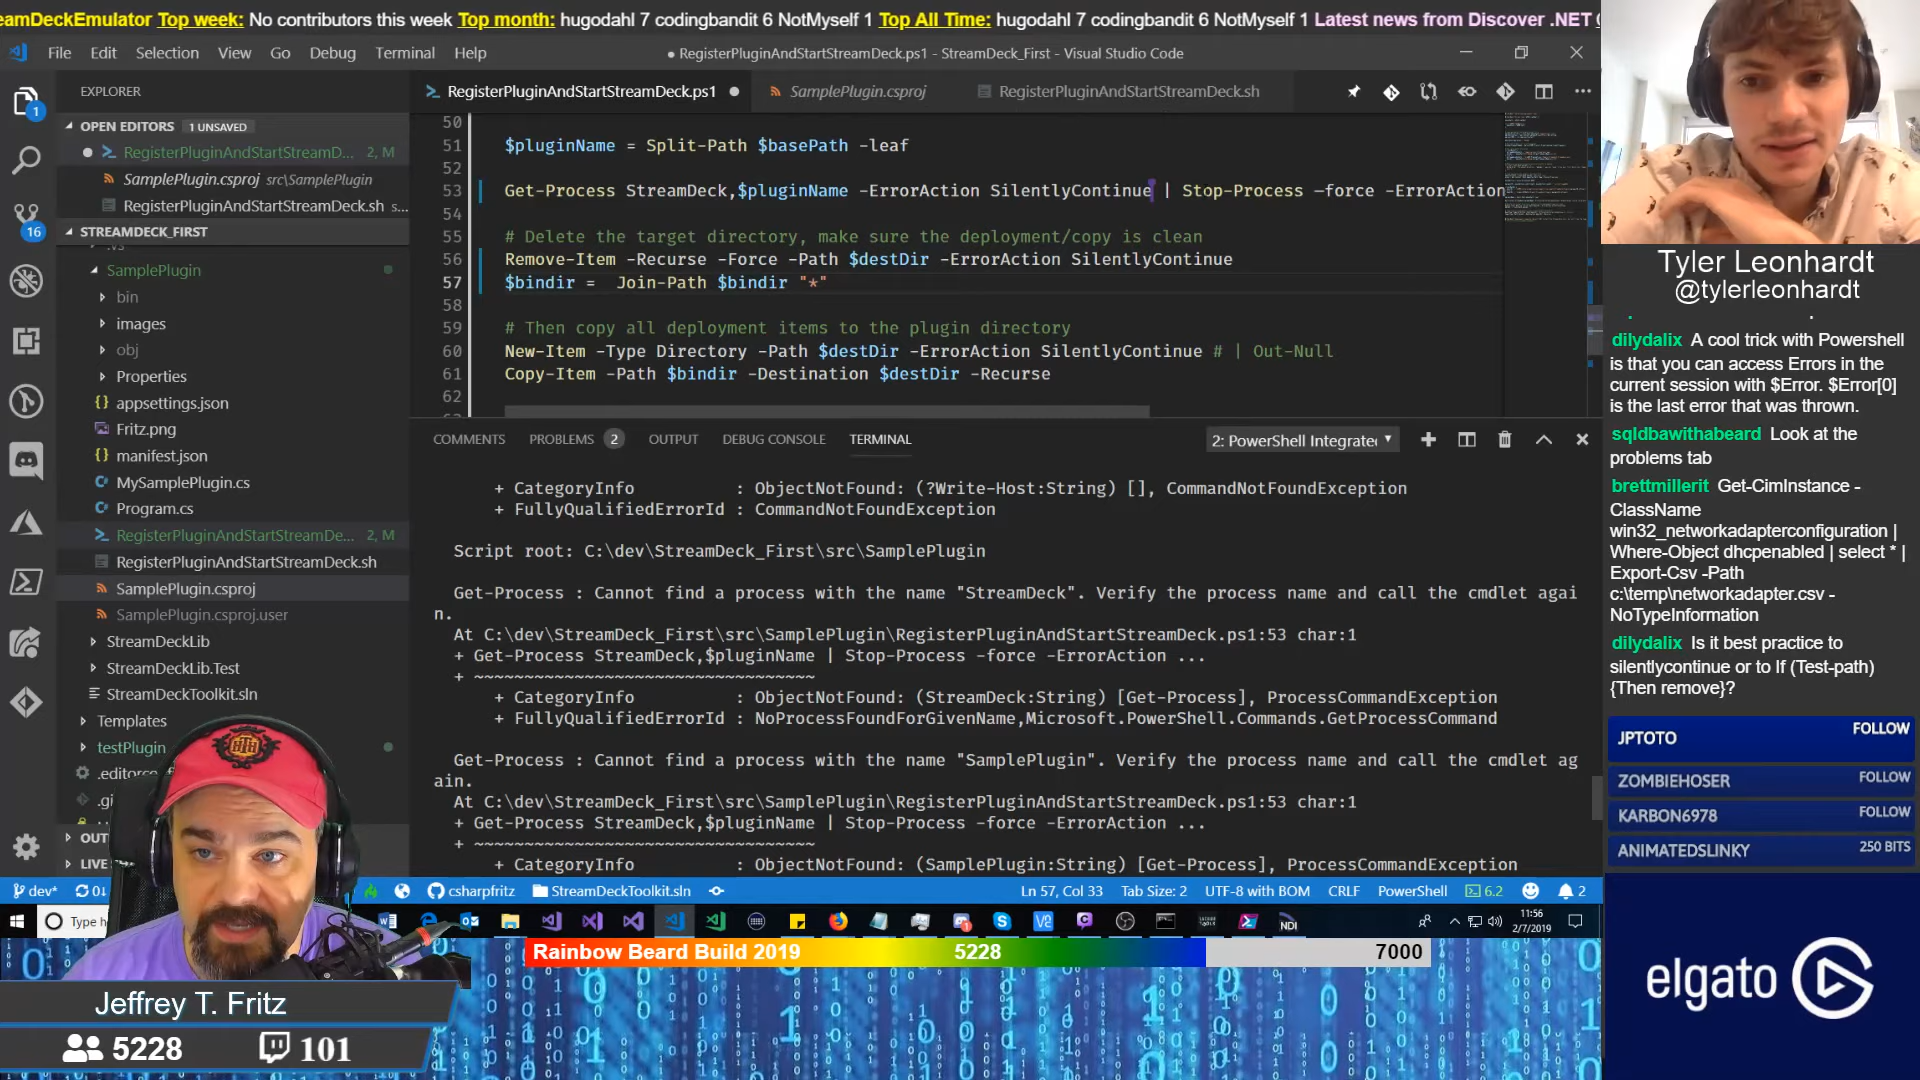 amDeckEmulator Top week: No contributors this week Top month: hugodahl 7 codingbandit 6 NotMyself 1 Top All Time: hugodahl 7 codingbandit 6 NotMyself 1 Latest news from Discover .NET
File Edit Selection View Go Debug Terminal Help
● RegisterPluginAndStartStreamDeck.ps1 - StreamDeck_First - Visual Studio Code
EXPLORER
RegisterPluginAndStartStreamDeck.ps1 ●
SamplePlugin.csproj
RegisterPluginAndStartStreamDeck.sh
OPEN EDITORS 1 UNSAVED
RegisterPluginAndStartStreamD... 2, M
SamplePlugin.csproj src\SamplePlugin
RegisterPluginAndStartStreamDeck.sh s...
STREAMDECK_FIRST
.vs
SamplePlugin
bin
images
obj
Properties
appsettings.json
Fritz.png
manifest.json
MySamplePlugin.cs
Program.cs
RegisterPluginAndStartStreamDe... 2, M
RegisterPluginAndStartStreamDeck.sh
SamplePlugin.csproj
SamplePlugin.csproj.user
StreamDeckLib
StreamDeckLib.Test
StreamDeckToolkit.sln
Templates
testPlugin
.editorco
.gi
OUT
LIVE
1
16
50
51 $pluginName = Split-Path $basePath -leaf
52
53 Get-Process StreamDeck,$pluginName -ErrorAction SilentlyContinue | Stop-Process -force -ErrorAction
54
55 # Delete the target directory, make sure the deployment/copy is clean
56 Remove-Item -Recurse -Force -Path $destDir -ErrorAction SilentlyContinue
57 $bindir =  Join-Path $bindir "*"
58
59 # Then copy all deployment items to the plugin directory
60 New-Item -Type Directory -Path $destDir -ErrorAction SilentlyContinue # | Out-Null
61 Copy-Item -Path $bindir -Destination $destDir -Recurse
62
COMMENTS PROBLEMS 2 OUTPUT DEBUG CONSOLE TERMINAL
2: PowerShell Integrate
+ CategoryInfo : ObjectNotFound: (?Write-Host:String) [], CommandNotFoundException
+ FullyQualifiedErrorId : CommandNotFoundException
Script root: C:\dev\StreamDeck_First\src\SamplePlugin
Get-Process : Cannot find a process with the name "StreamDeck". Verify the process name and call the cmdlet agai
n.
At C:\dev\StreamDeck_First\src\SamplePlugin\RegisterPluginAndStartStreamDeck.ps1:53 char:1
+ Get-Process StreamDeck,$pluginName | Stop-Process -force -ErrorAction ...
+ ~~~~~~~~~~~~~~~~~~~~~~~~~~~~~~~~~~
+ CategoryInfo : ObjectNotFound: (StreamDeck:String) [Get-Process], ProcessCommandException
+ FullyQualifiedErrorId : NoProcessFoundForGivenName,Microsoft.PowerShell.Commands.GetProcessCommand
Get-Process : Cannot find a process with the name "SamplePlugin". Verify the process name and call the cmdlet ag
ain.
At C:\dev\StreamDeck_First\src\SamplePlugin\RegisterPluginAndStartStreamDeck.ps1:53 char:1
+ Get-Process StreamDeck,$pluginName | Stop-Process -force -ErrorAction ...
+ ~~~~~~~~~~~~~~~~~~~~~~~~~~~~~~~~~~
+ CategoryInfo : ObjectNotFound: (SamplePlugin:String) [Get-Process], ProcessCommandException
dev* 0↓ csharpfritz StreamDeckToolkit.sln Ln 57, Col 33 Tab Size: 2 UTF-8 with BOM CRLF PowerShell 6.2 2
Type he
NDI
11:56
2/7/2019
Rainbow Beard Build 2019 5228 7000
Jeffrey T. Fritz
5228 101
Tyler Leonhardt
@tylerleonhardt
dilydalix A cool trick with Powershell
is that you can access Errors in the
current session with $Error. $Error[0]
is the last error that was thrown.
sqldbawithabeard Look at the
problems tab
brettmillerit Get-CimInstance -
ClassName
win32_networkadapterconfiguration |
Where-Object dhcpenabled | select * |
Export-Csv -Path
c:\temp\networkadapter.csv -
NoTypeInformation
dilydalix Is it best practice to
silentlycontinue or to If (Test-path)
{Then remove}?
JPTOTO FOLLOW
ZOMBIEHOSER FOLLOW
KARBON6978 FOLLOW
ANIMATEDSLINKY 250 BITS
elgato